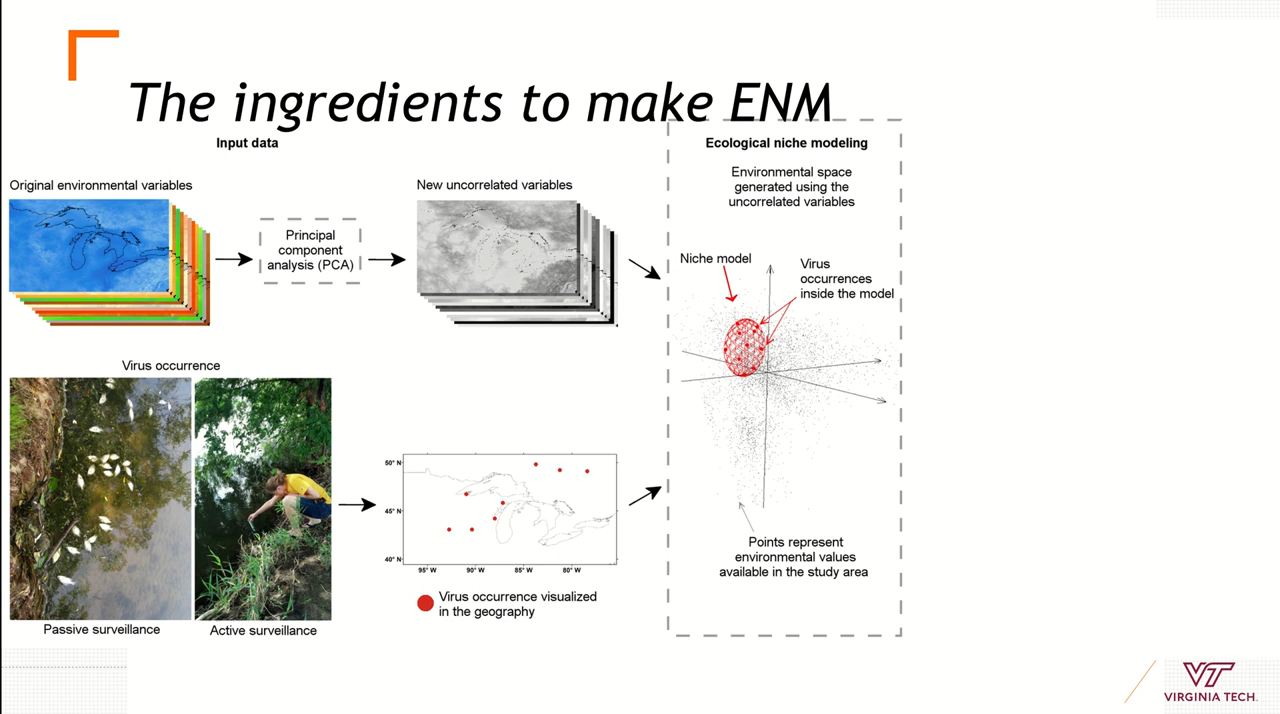 The ingredients to make ENM
Input data
Original environmental variables
Principal
component
analysis (PCA)
New uncorrelated variables
Virus occurrence
Passive surveillance
Active surveillance
50° N
45° N
40° N
95° W
90° W
85° W
80° W
Virus occurrence visualized
in the geography
Ecological niche modeling
Environmental space
generated using the
uncorrelated variables
Niche model
Virus
occurrences
inside the model
Points represent
environmental values
available in the study area
VT
VIRGINIA TECH.